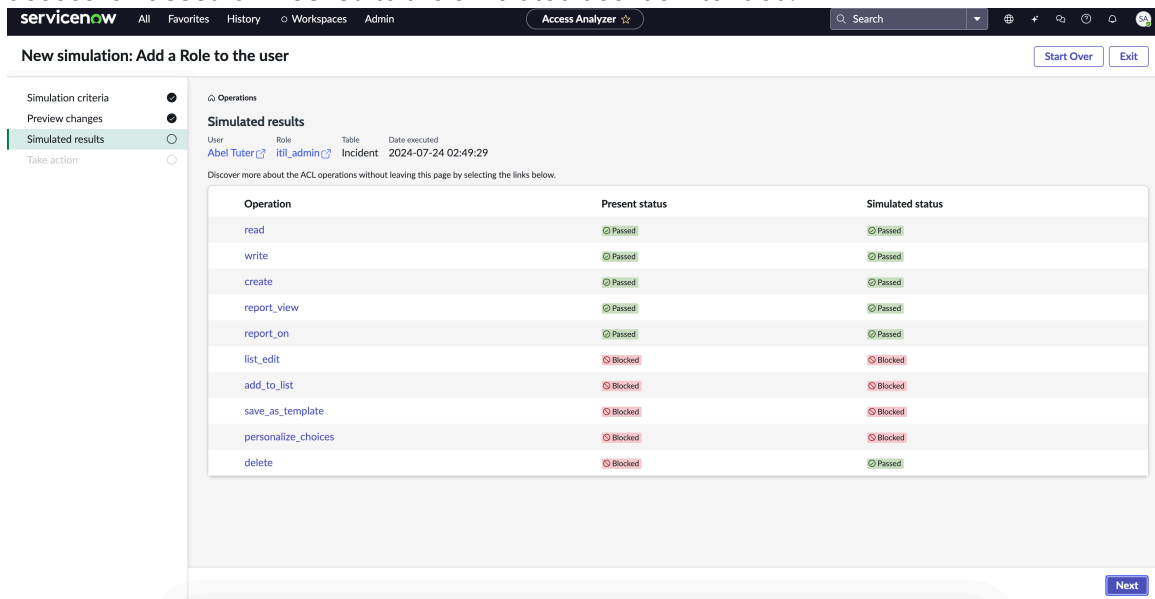 servicenow All Favorites History Workspaces Admin Access Analyzer Search SA
New simulation: Add a Role to the user Start Over Exit
Simulation criteria
Preview changes
Simulated results
Take action
Operations
Simulated results
User Role Table Date executed
Abel Tuter itil_admin Incident 2024-07-24 02:49:29
Discover more about the ACL operations without leaving this page by selecting the links below.
Operation Present status Simulated status
read Passed Passed
write Passed Passed
create Passed Passed
report_view Passed Passed
report_on Passed Passed
list_edit Blocked Blocked
add_to_list Blocked Blocked
save_as_template Blocked Blocked
personalize_choices Blocked Blocked
delete Blocked Passed
Next